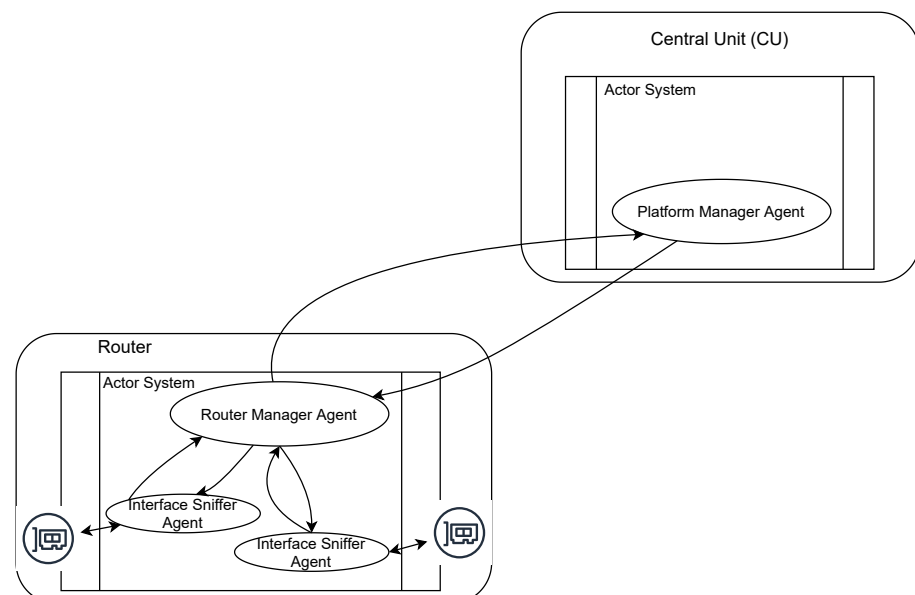 Central Unit (CU)
Actor System
Platform Manager Agent
Router
Actor System
Router Manager Agent
Interface Sniffer
Agent
Interface Sniffer
Agent